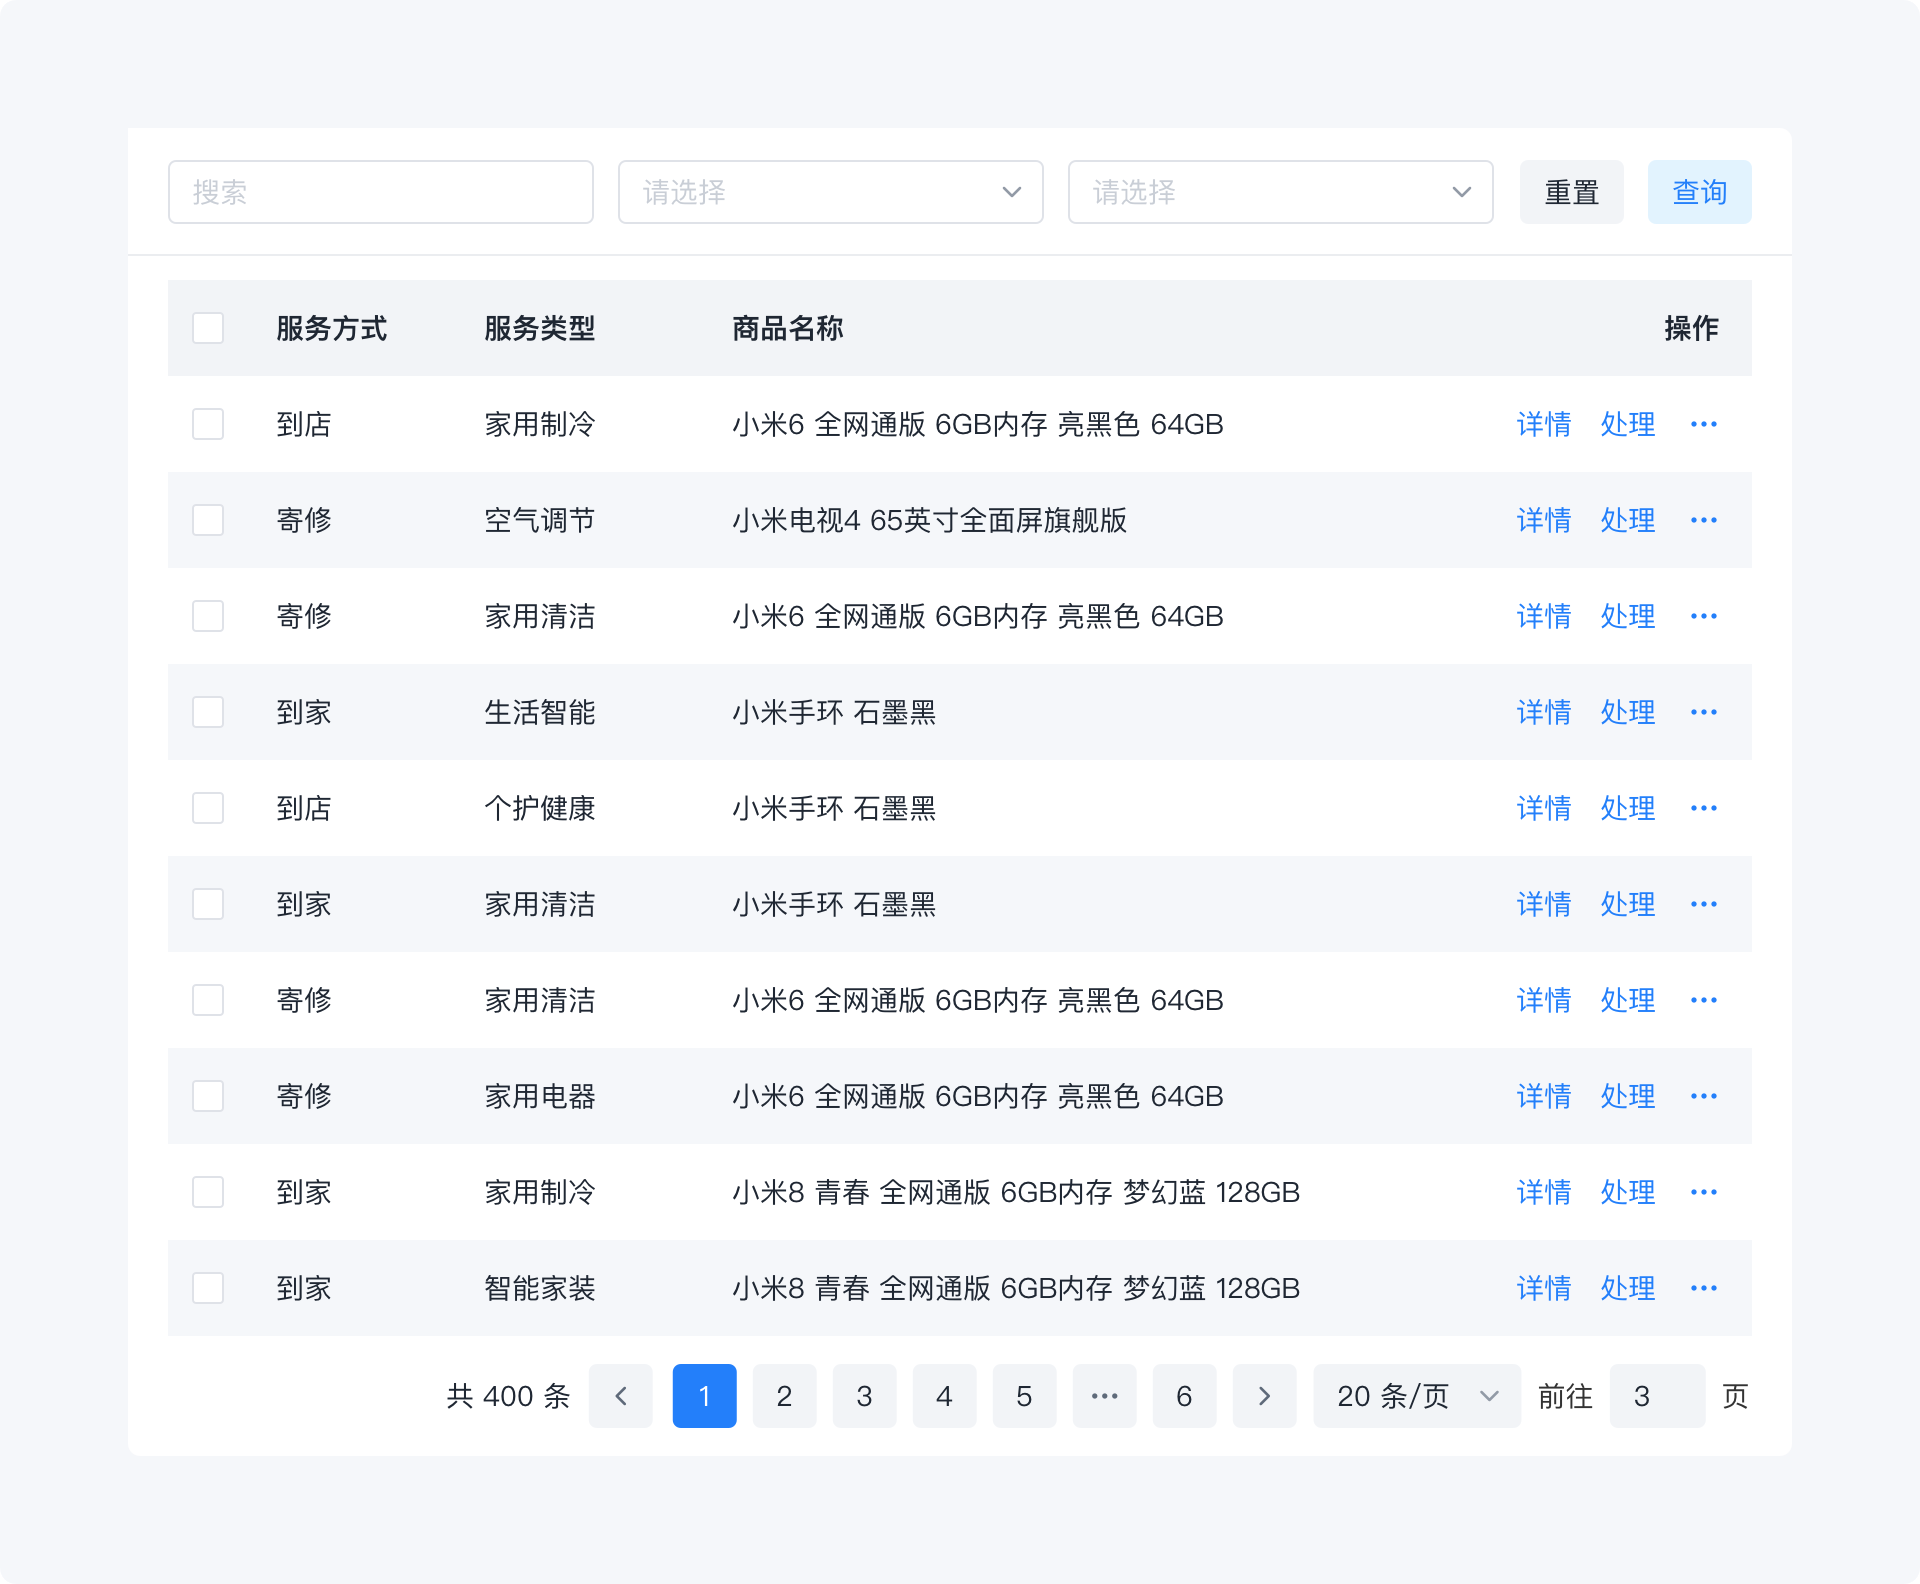 搜索 请选择 请选择 重置 查询
服务方式 服务类型 商品名称 操作
到店 家用制冷 小米6 全网通版 6GB内存 亮黑色 64GB 详情 处理 ···
寄修 空气调节 小米电视4 65英寸全面屏旗舰版 详情 处理 ···
寄修 家用清洁 小米6 全网通版 6GB内存 亮黑色 64GB 详情 处理 ···
到家 生活智能 小米手环 石墨黑 详情 处理 ···
到店 个护健康 小米手环 石墨黑 详情 处理 ···
到家 家用清洁 小米手环 石墨黑 详情 处理 ···
寄修 家用清洁 小米6 全网通版 6GB内存 亮黑色 64GB 详情 处理 ···
寄修 家用电器 小米6 全网通版 6GB内存 亮黑色 64GB 详情 处理 ···
到家 家用制冷 小米8 青春 全网通版 6GB内存 梦幻蓝 128GB 详情 处理 ···
到家 智能家装 小米8 青春 全网通版 6GB内存 梦幻蓝 128GB 详情 处理 ···
共 400 条 1 2 3 4 5 ··· 6 20 条/页 前往 3 页